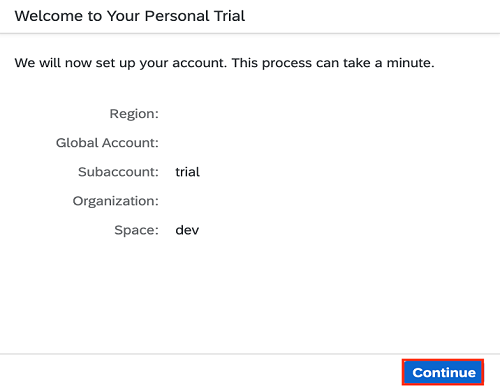 Welcome to Your Personal Trial
We will now set up your account. This process can take a minute.
Region:
Global Account:
Subaccount: trial
Organization:
Space: dev
Continue